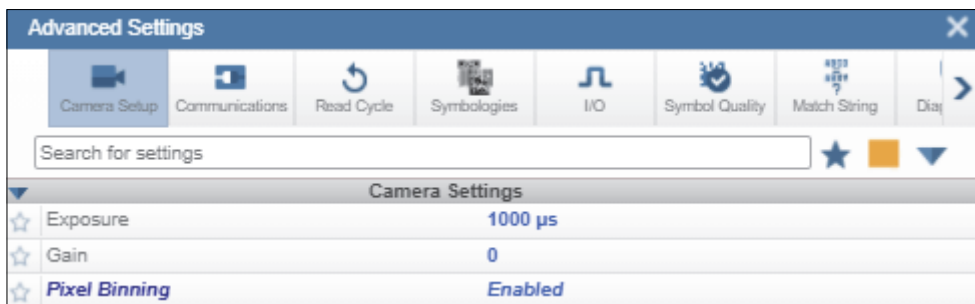 Advanced Settings
Camera Setup Communications Read Cycle Symbologies I/O Symbol Quality Match String
Search for settings
Camera Settings
Exposure 1000 µs
Gain 0
Pixel Binning Enabled